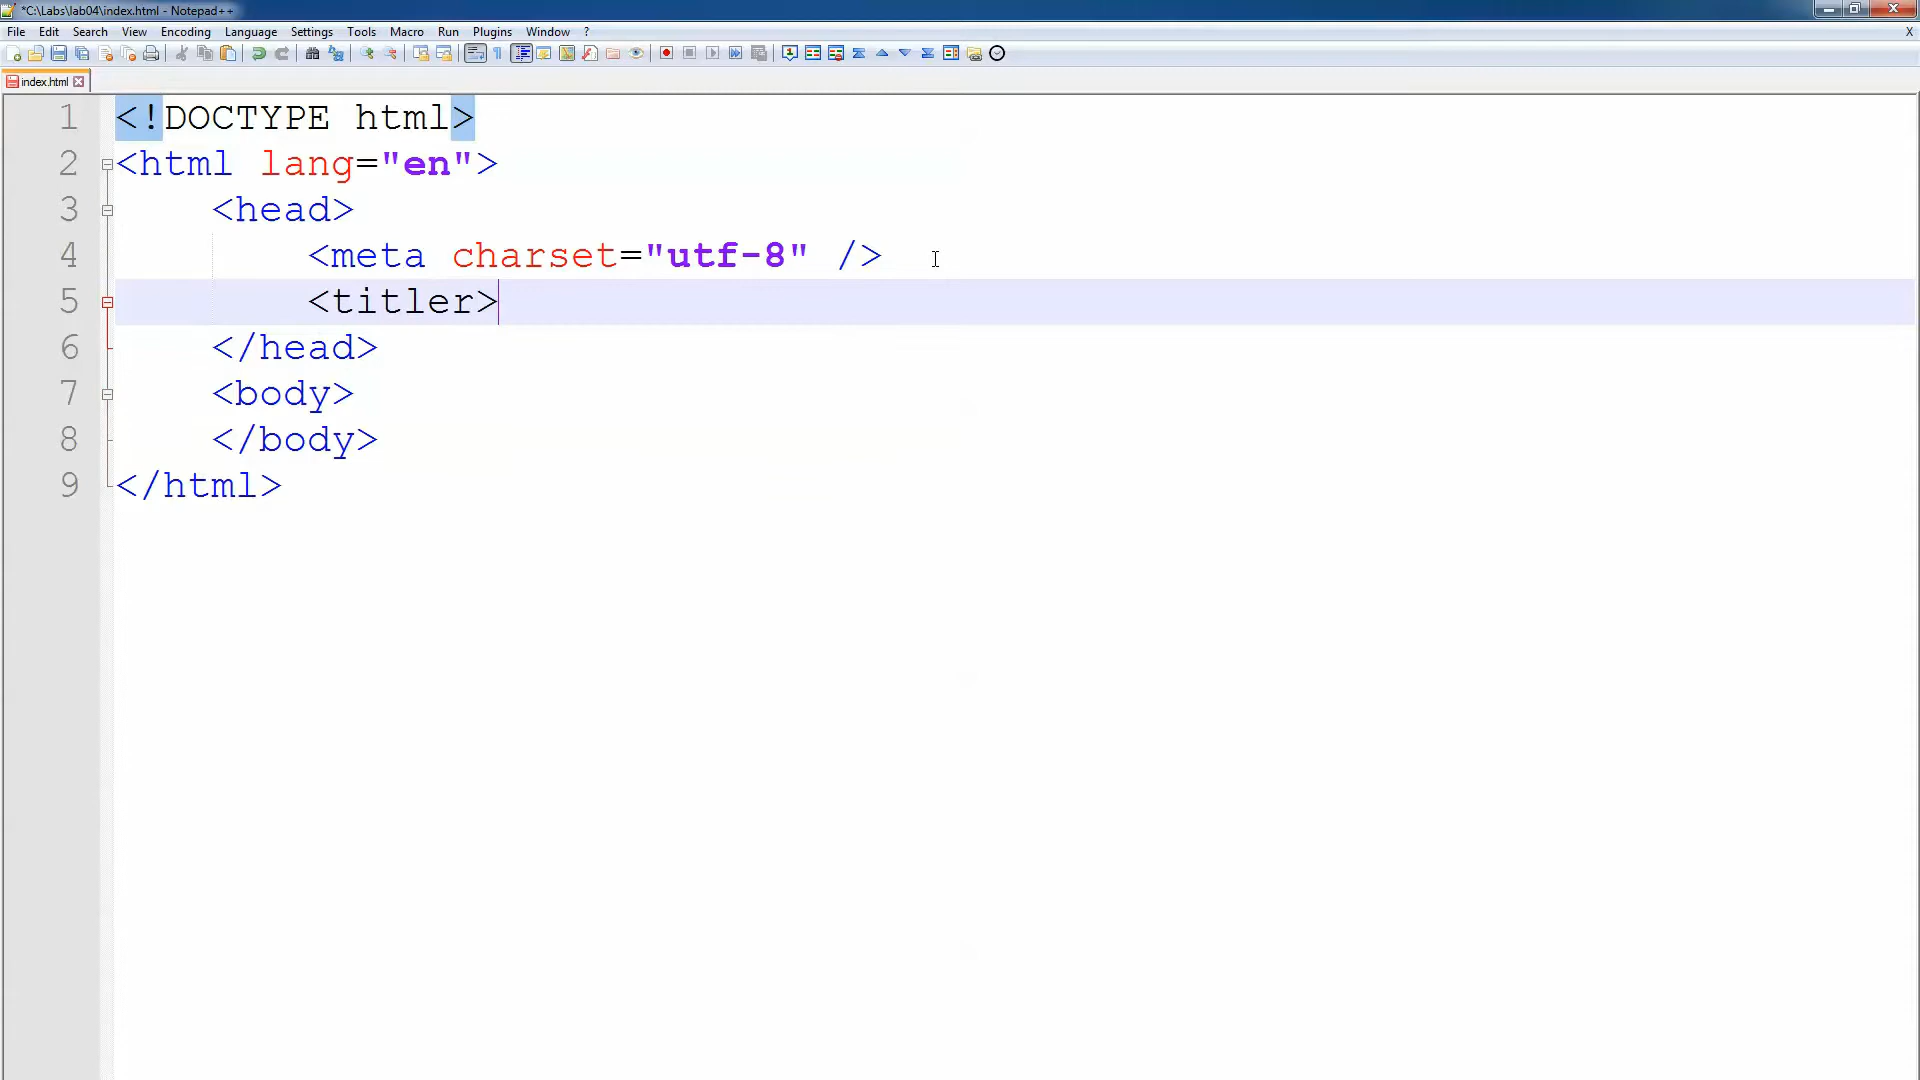 *C:\Labs\lab04\index.html - Notepad++
File Edit Search View Encoding Language Settings Tools Macro Run Plugins Window ? X
index.html
1 <!DOCTYPE html>
2 <html lang="en">
3 <head>
4 <meta charset="utf-8" />
5 <titler>
6 </head>
7 <body>
8 </body>
9 </html>